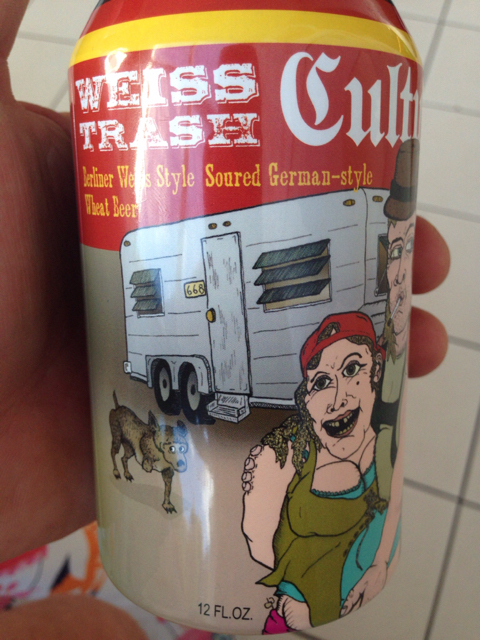 WEISS
TRASH
Cult
Berliner Weiss Style Soured German-style
Wheat Beer
668
12 FL.OZ.